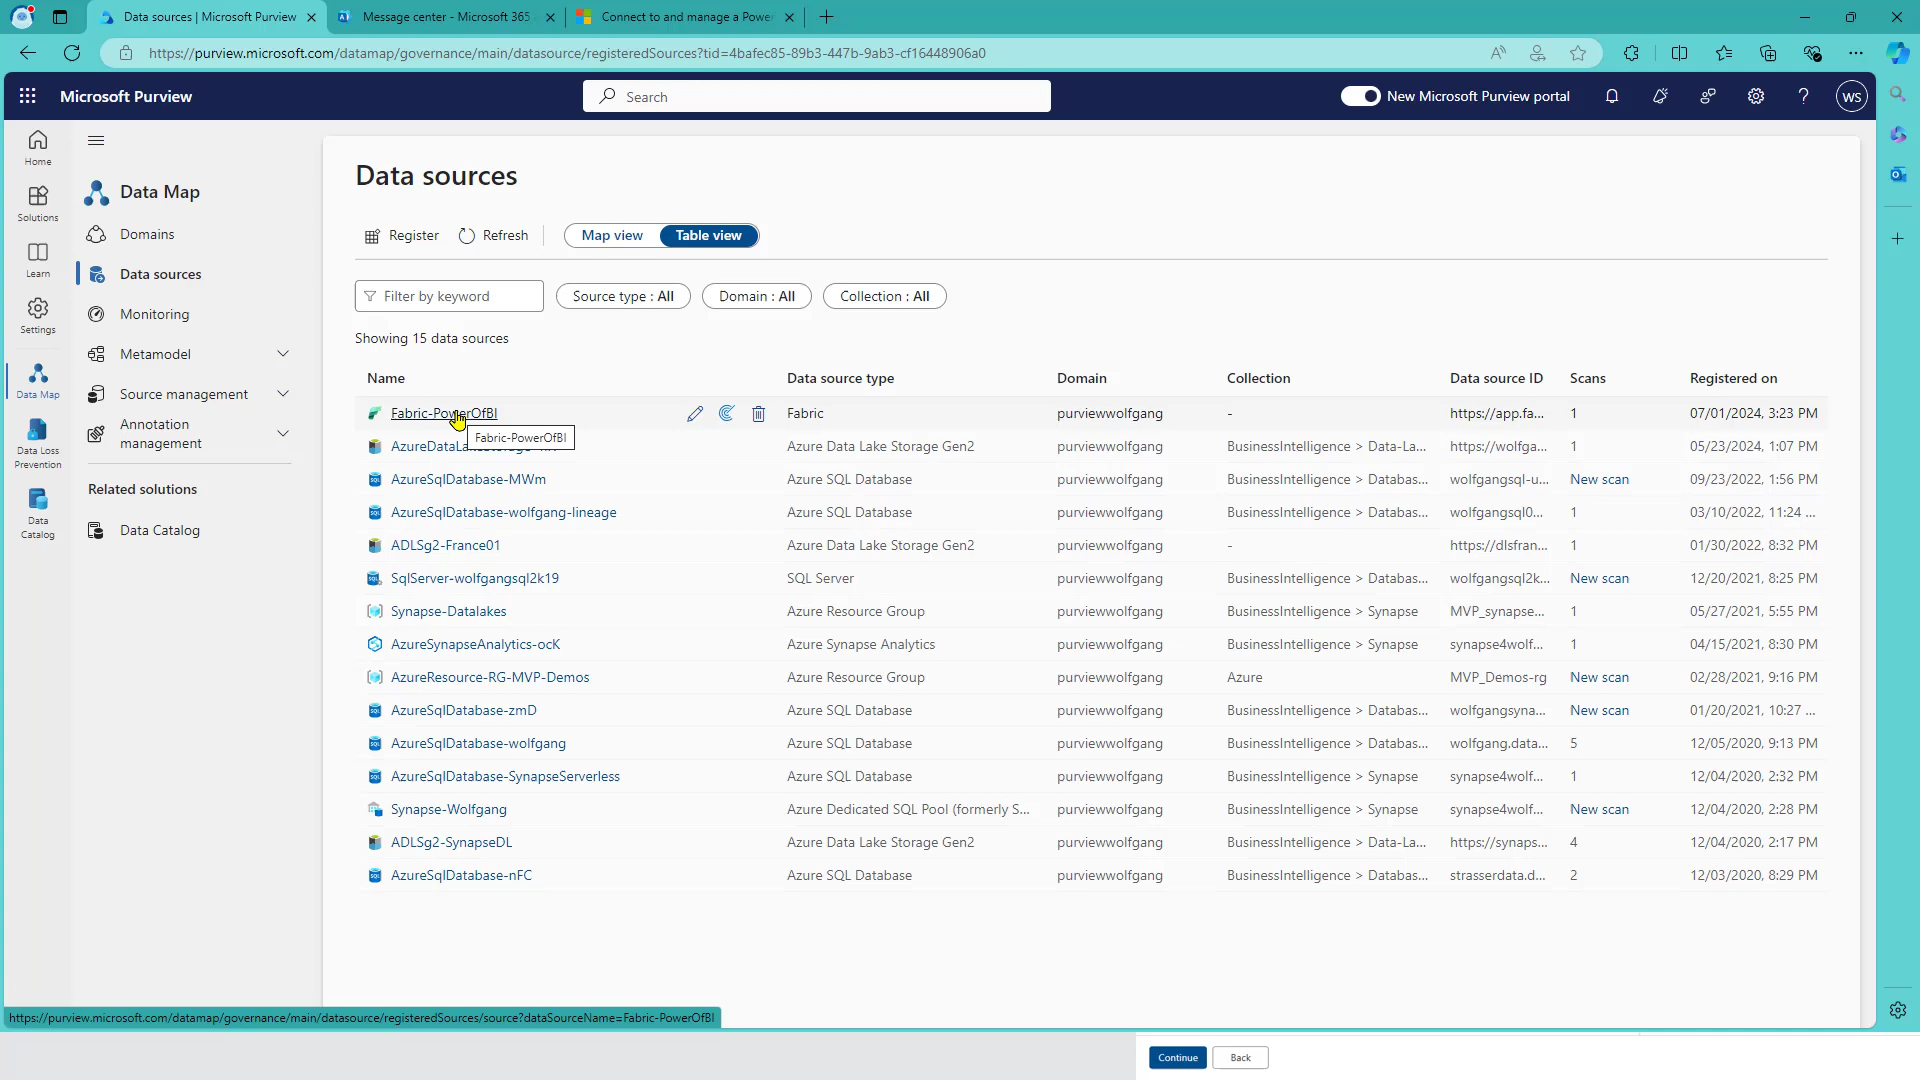 Data sources | Microsoft Purview
Message center - Microsoft 365
Connect to and manage a Power
https://purview.microsoft.com/datamap/governance/main/datasource/registeredSources?tid=4bafec85-89b3-447b-9ab3-cf16448906a0
Microsoft Purview
Search
New Microsoft Purview portal
WS
Home
Solutions
Learn
Settings
Data Map
Data Loss
Prevention
Data
Catalog
Data Map
Domains
Data sources
Monitoring
Metamodel
Source management
Annotation
management
Related solutions
Data Catalog
Data sources
Register Refresh Map view Table view
Filter by keyword Source type : All Domain : All Collection : All
Showing 15 data sources
Name Data source type Domain Collection Data source ID Scans Registered on
Fabric-PowerOfBI Fabric purviewwolfgang - https://app.fa... 1 07/01/2024, 3:23 PM
Fabric-PowerOfBI
Azure Data Lake Storage Gen2 purviewwolfgang BusinessIntelligence > Data-La... https://wolfga... 1 05/23/2024, 1:07 PM
AzureSqlDatabase-MWm Azure SQL Database purviewwolfgang BusinessIntelligence > Databas... wolfgangsql-u... New scan 09/23/2022, 1:56 PM
AzureSqlDatabase-wolfgang-lineage Azure SQL Database purviewwolfgang BusinessIntelligence > Databas... wolfgangsql0... 1 03/10/2022, 11:24 ...
ADLSg2-France01 Azure Data Lake Storage Gen2 purviewwolfgang - https://dlsfran... 1 01/30/2022, 8:32 PM
SqlServer-wolfgangsql2k19 SQL Server purviewwolfgang BusinessIntelligence > Databas... wolfgangsql2k... New scan 12/20/2021, 8:25 PM
Synapse-Datalakes Azure Resource Group purviewwolfgang BusinessIntelligence > Synapse MVP_synapse... 1 05/27/2021, 5:55 PM
AzureSynapseAnalytics-ocK Azure Synapse Analytics purviewwolfgang BusinessIntelligence > Synapse synapse4wolf... 1 04/15/2021, 8:30 PM
AzureResource-RG-MVP-Demos Azure Resource Group purviewwolfgang Azure MVP_Demos-rg New scan 02/28/2021, 9:16 PM
AzureSqlDatabase-zmD Azure SQL Database purviewwolfgang BusinessIntelligence > Databas... wolfgangsyna... New scan 01/20/2021, 10:27 ...
AzureSqlDatabase-wolfgang Azure SQL Database purviewwolfgang BusinessIntelligence > Databas... wolfgang.data... 5 12/05/2020, 9:13 PM
AzureSqlDatabase-SynapseServerless Azure SQL Database purviewwolfgang BusinessIntelligence > Synapse synapse4wolf... 1 12/04/2020, 2:32 PM
Synapse-Wolfgang Azure Dedicated SQL Pool (formerly S... purviewwolfgang BusinessIntelligence > Synapse synapse4wolf... New scan 12/04/2020, 2:28 PM
ADLSg2-SynapseDL Azure Data Lake Storage Gen2 purviewwolfgang BusinessIntelligence > Data-La... https://synaps... 4 12/04/2020, 2:17 PM
AzureSqlDatabase-nFC Azure SQL Database purviewwolfgang BusinessIntelligence > Databas... strasserdata.d... 2 12/03/2020, 8:29 PM
https://purview.microsoft.com/datamap/governance/main/datasource/registeredSources/source?dataSourceName=Fabric-PowerOfBI
Continue Back